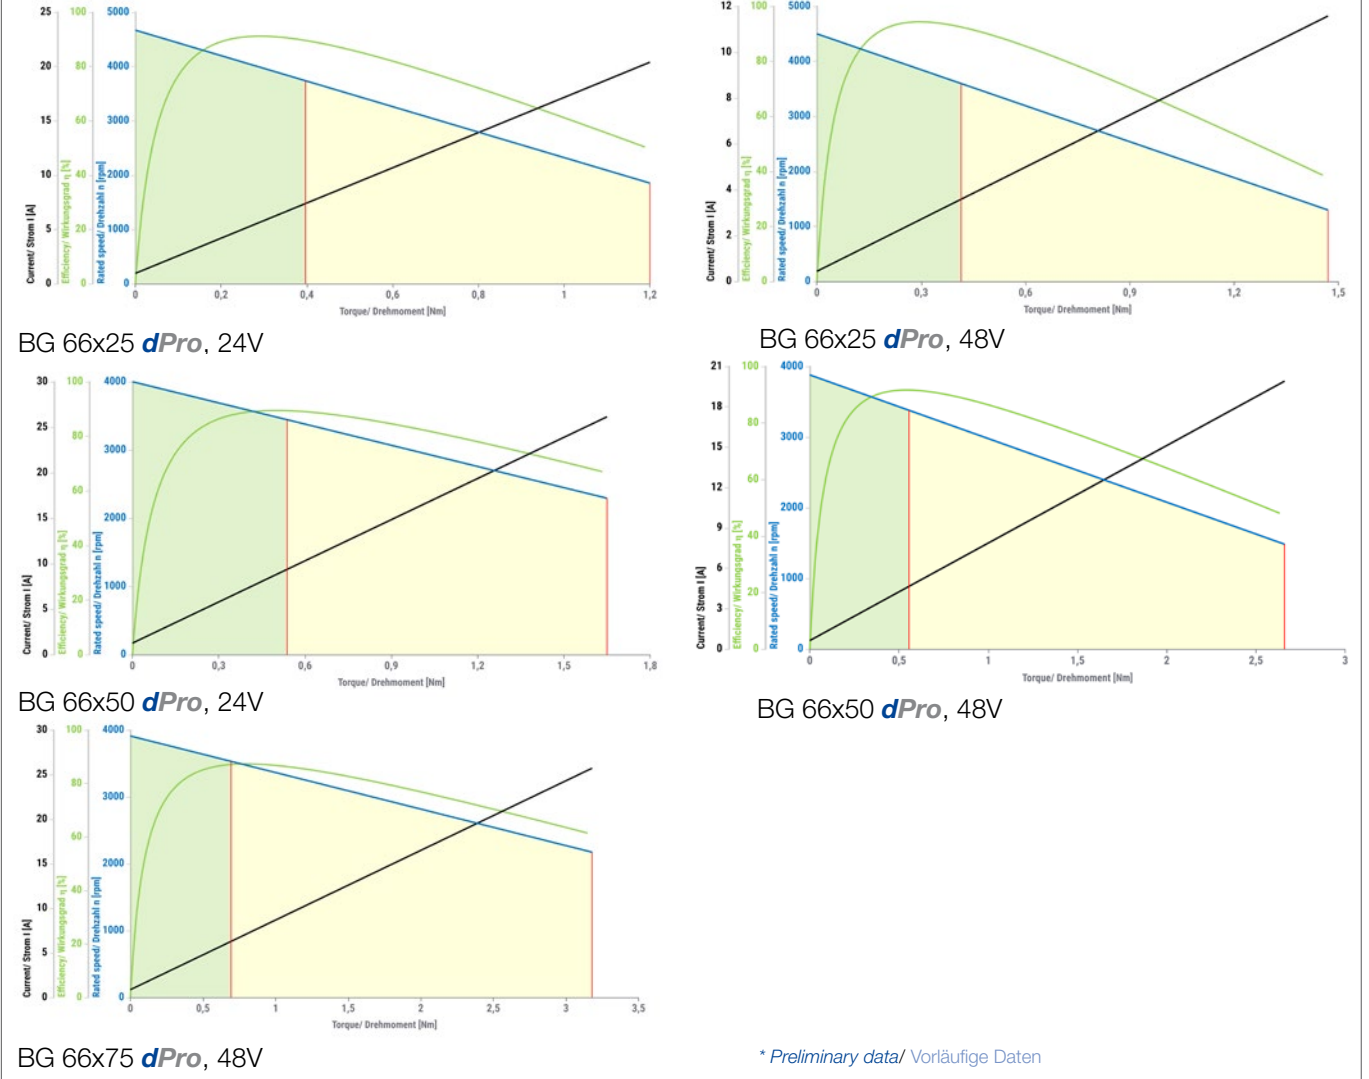 25 100 5000
20 80 4000
15 60 3000
10 40 2000
5 20 1000
0 0 0
Current/ Strom I [A]
Efficiency/ Wirkungsgrad η [%]
Rated speed/ Drehzahl n [rpm]
0 0,2 0,4 0,6 0,8 1 1,2
Torque/ Drehmoment [Nm]
BG 66x25 dPro, 24V
12 100 5000
10 80 4000
8 60 3000
6 40 2000
4 20 1000
2 0 0
0
Current/ Strom I [A]
Efficiency/ Wirkungsgrad η [%]
Rated speed/ Drehzahl n [rpm]
0 0,3 0,6 0,9 1,2 1,5
Torque/ Drehmoment [Nm]
BG 66x25 dPro, 48V
30 100 4000
25 80 3000
20 60 2000
15 40 1000
10 20 0
5 0
0
Current/ Strom I [A]
Efficiency/ Wirkungsgrad η [%]
Rated speed/ Drehzahl n [rpm]
0 0,3 0,6 0,9 1,2 1,5 1,8
Torque/ Drehmoment [Nm]
BG 66x50 dPro, 24V
21 100 4000
18 80 3000
15 60 2000
12 40 1000
9 20 0
6 0
3
0
Current/ Strom I [A]
Efficiency/ Wirkungsgrad η [%]
Rated speed/ Drehzahl n [rpm]
0 0,5 1 1,5 2 2,5 3
Torque/ Drehmoment [Nm]
BG 66x50 dPro, 48V
30 100 4000
25 80 3000
20 60 2000
15 40 1000
10 20 0
5 0
0
Current/ Strom I [A]
Efficiency/ Wirkungsgrad η [%]
Rated speed/ Drehzahl n [rpm]
0 0,5 1 1,5 2 2,5 3 3,5
Torque/ Drehmoment [Nm]
BG 66x75 dPro, 48V
* Preliminary data/ Vorläufige Daten